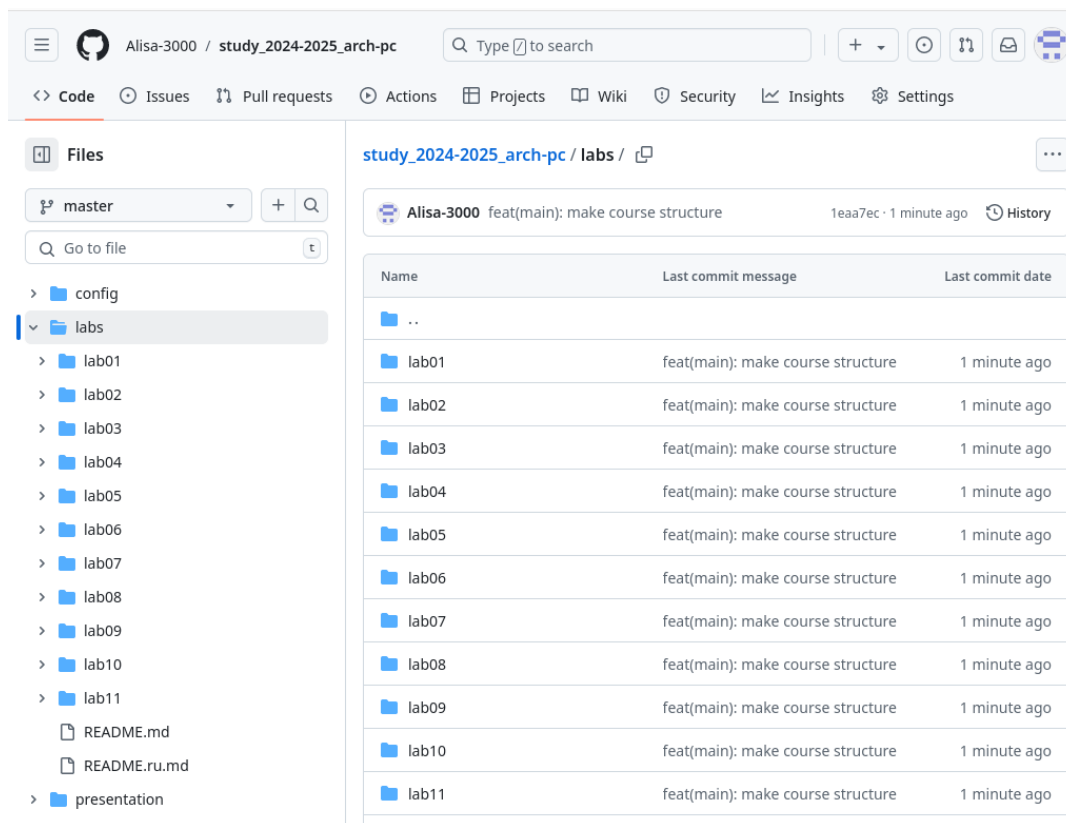 Alisa-3000 / study_2024-2025_arch-pc
Type / to search
Code Issues Pull requests Actions Projects Wiki Security Insights Settings
Files
master
Go to file t
config
labs
lab01
lab02
lab03
lab04
lab05
lab06
lab07
lab08
lab09
lab10
lab11
README.md
README.ru.md
presentation
study_2024-2025_arch-pc / labs /
Alisa-3000 feat(main): make course structure 1eaa7ec · 1 minute ago History
Name Last commit message Last commit date
..
lab01 feat(main): make course structure 1 minute ago
lab02 feat(main): make course structure 1 minute ago
lab03 feat(main): make course structure 1 minute ago
lab04 feat(main): make course structure 1 minute ago
lab05 feat(main): make course structure 1 minute ago
lab06 feat(main): make course structure 1 minute ago
lab07 feat(main): make course structure 1 minute ago
lab08 feat(main): make course structure 1 minute ago
lab09 feat(main): make course structure 1 minute ago
lab10 feat(main): make course structure 1 minute ago
lab11 feat(main): make course structure 1 minute ago